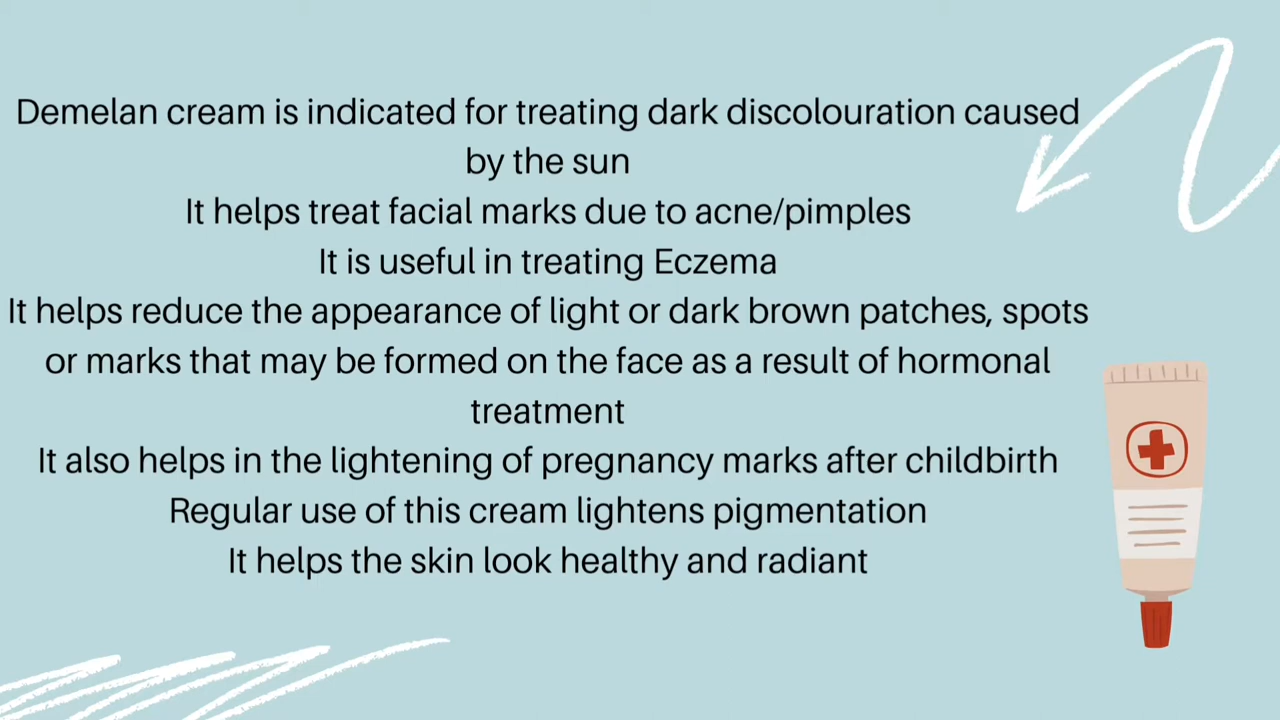 Demelan cream is indicated for treating dark discolouration caused
by the sun
It helps treat facial marks due to acne/pimples
It is useful in treating Eczema
It helps reduce the appearance of light or dark brown patches, spots
or marks that may be formed on the face as a result of hormonal
treatment
It also helps in the lightening of pregnancy marks after childbirth
Regular use of this cream lightens pigmentation
It helps the skin look healthy and radiant